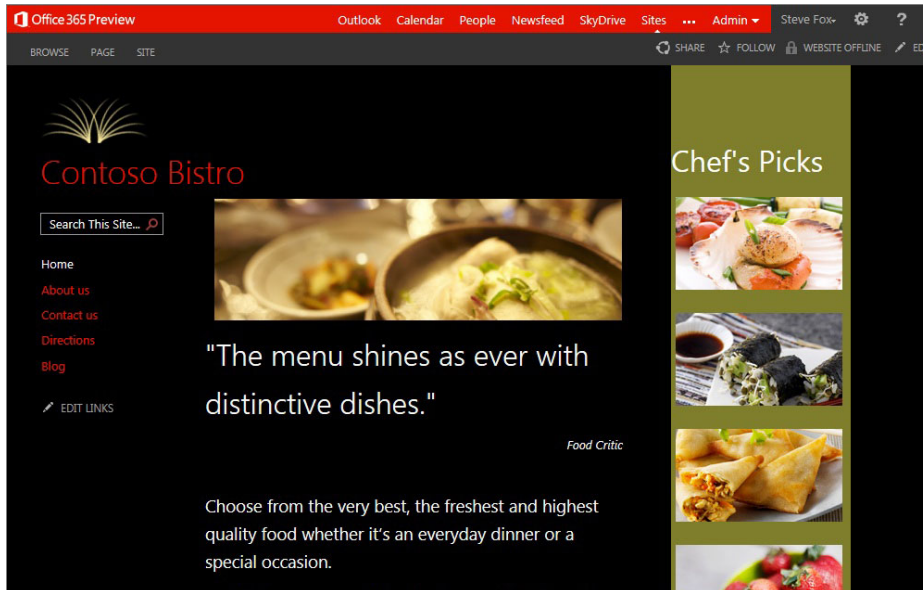 Office 365 Preview
Outlook Calendar People Newsfeed SkyDrive Sites ... Admin Steve Fox ?
BROWSE PAGE SITE
SHARE FOLLOW WEBSITE OFFLINE
Contoso Bistro
Search This Site...
Home
About us
Contact us
Directions
Blog
EDIT LINKS
"The menu shines as ever with
distinctive dishes."
Food Critic
Choose from the very best, the freshest and highest
quality food whether it's an everyday dinner or a
special occasion.
Chef's Picks